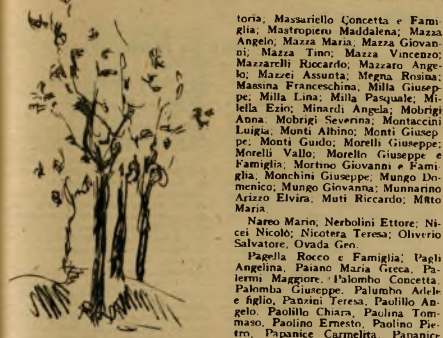 toria, Massariello Concetta e Fami-
glia; Mastropiero Maddalena; Mazza
Angelo; Mazza Maria; Mazza Giovan-
ni; Mazza Tino; Mazza Vincenzo;
Mazzarelli Riccardo; Mazzaro Ange-
lo; Mazzei Assunta; Megna Rosina;
Massina Franceschina; Milla Giusep-
pe; Milla Lina; Milla Pasquale; Mi-
lella Ezio; Minardi Angela; Mobrigi
Anna; Mobrigi Severina; Montaccini
Luigia; Monti Albino; Monti Giusep-
pe; Monti Guido; Morelli Giuseppe;
Morelli Vallo; Morello Giuseppe e
Famiglia; Mortino Giovanni e Fami-
glia; Monchini Giuseppe; Mungo Do-
menico; Mungo Giovanna; Munnarino
Arizzo Elvira; Muti Riccardo; Mitto
Maria.
Nareo Mario; Nerbolini Ettore; Ni-
cei Nicolò; Nicotera Teresa; Oliverio
Salvatore, Ovada Geo.
Pagella Rocco e Famiglia; Pagli
Angelina, Paiano Maria Greca, Pa-
lermi Maggiore, Palombo Concetta,
Palomba Giuseppe, Palumbo Adele
e figlio, Panzini Teresa, Paolillo An-
gelo, Paolillo Chiara, Paulina Tom-
maso, Paolino Ernesto, Paolino Pie-
tro, Papanice Carmelita, Papanice